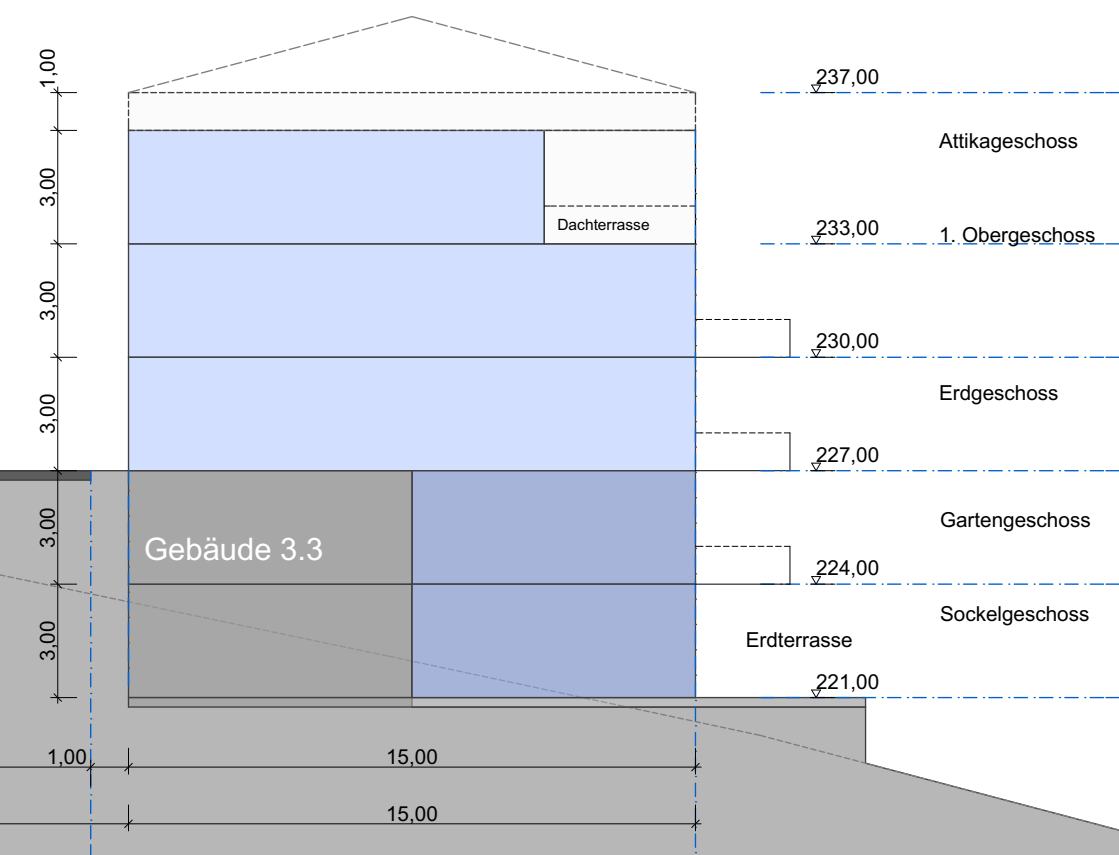 1,00
237,00
Attikageschoss
3,00
Dachterrasse
233,00
1. Obergeschoss
3,00
230,00
3,00
Erdgeschoss
227,00
3,00
Gebäude 3.3
Gartengeschoss
224,00
3,00
Sockelgeschoss
Erdterrasse
221,00
1,00
15,00
15,00